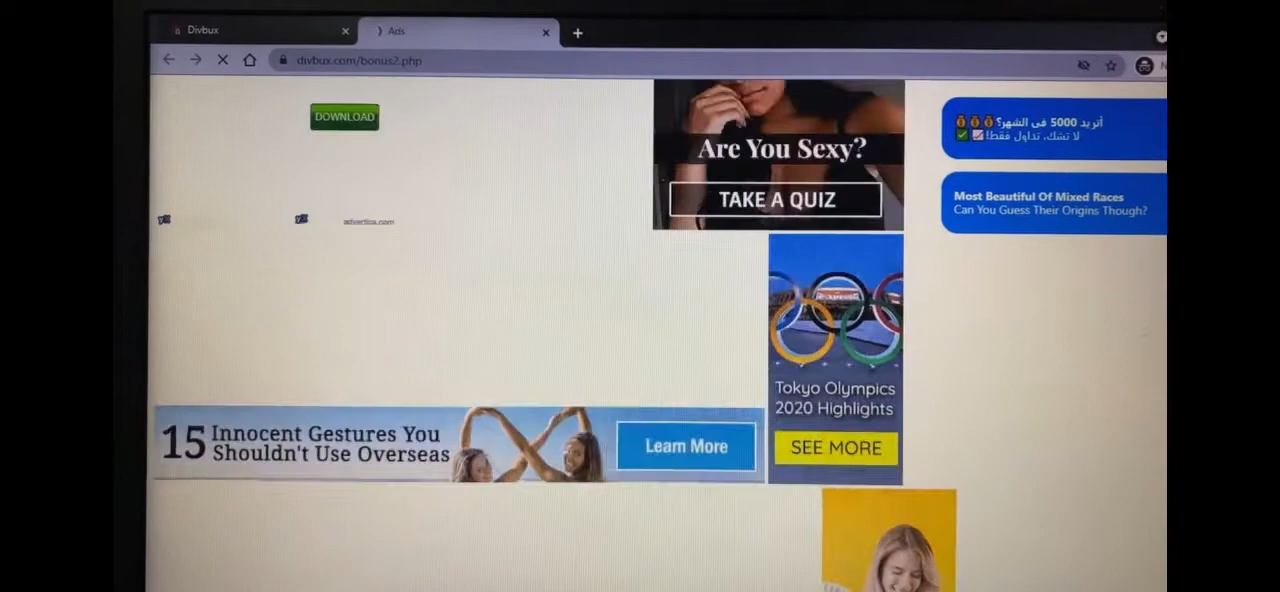 Divbux
Ads
divbux.com/bonus2.php
DOWNLOAD
Are You Sexy?
TAKE A QUIZ
أتريد 5000 في الشهر؟
لا تشك، تداول فقط!
Most Beautiful Of Mixed Races
Can You Guess Their Origins Though?
Tokyo Olympics
2020 Highlights
SEE MORE
15 Innocent Gestures You
Shouldn't Use Overseas
Learn More